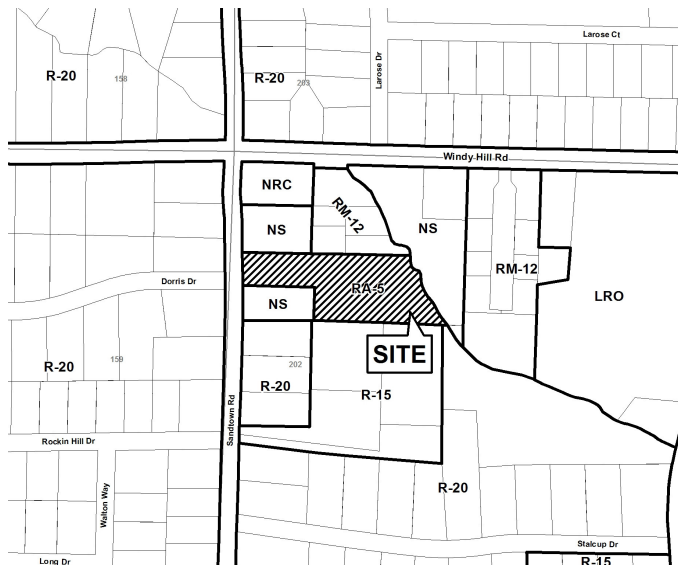 Larose Ct
R-20
158
R-20
203
Larose Dr
Windy Hill Rd
NRC
RM-12
NS
NS
RM-12
Dorris Dr
RA-5
LRO
NS
SITE
R-20
159
202
R-20
R-15
Sandtown Rd
Rockin Hill Dr
R-20
Walton Way
Stalcup Dr
Long Dr
R-15